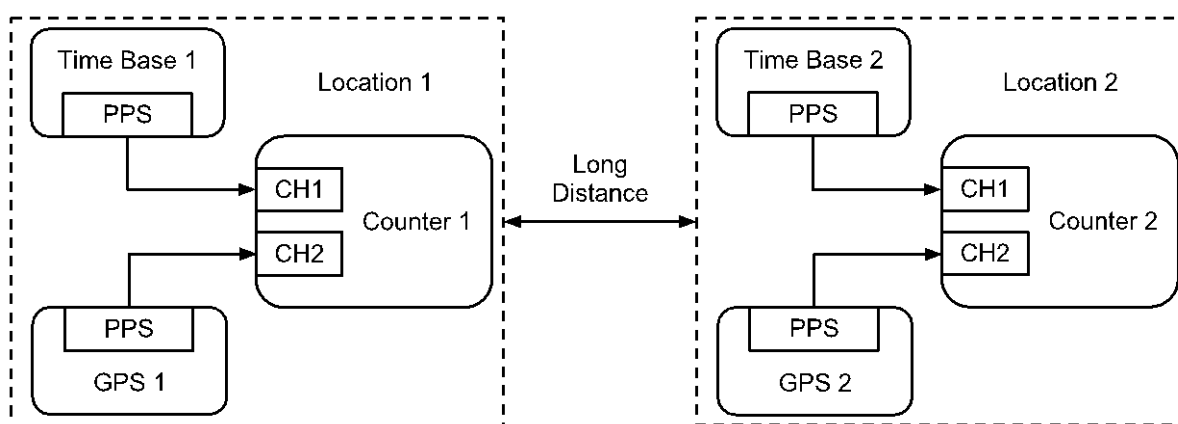 Time Base 1
PPS
Location 1
CH1
Counter 1
CH2
PPS
GPS 1
Long
Distance
Time Base 2
PPS
Location 2
CH1
Counter 2
CH2
PPS
GPS 2